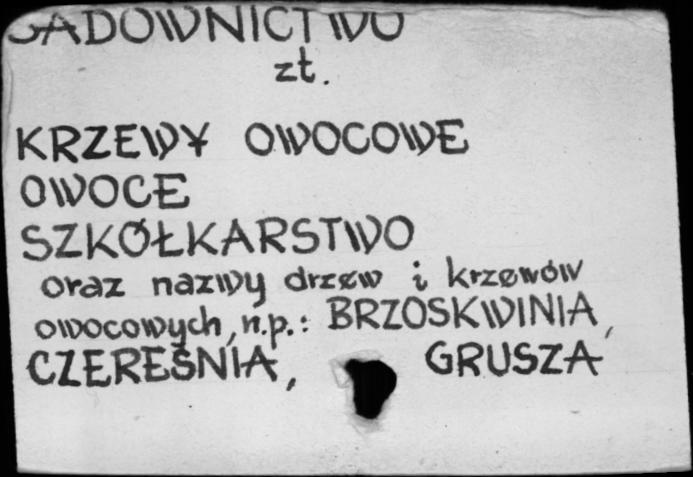 SADOWNICTWO
zt.
KRZEWY OWOCOWE
OWOCE
SZKÓŁKARSTWO
oraz nazwy drzew i krzewów
owocowych, n.p.: BRZOSKWINIA,
CZEREŚNIA, GRUSZA